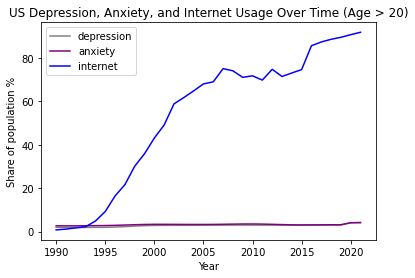 US Depression, Anxiety, and Internet Usage Over Time (Age > 20)
depression
anxiety
internet
Share of population %
80
60
40
20
0
1990 1995 2000 2005 2010 2015 2020
Year